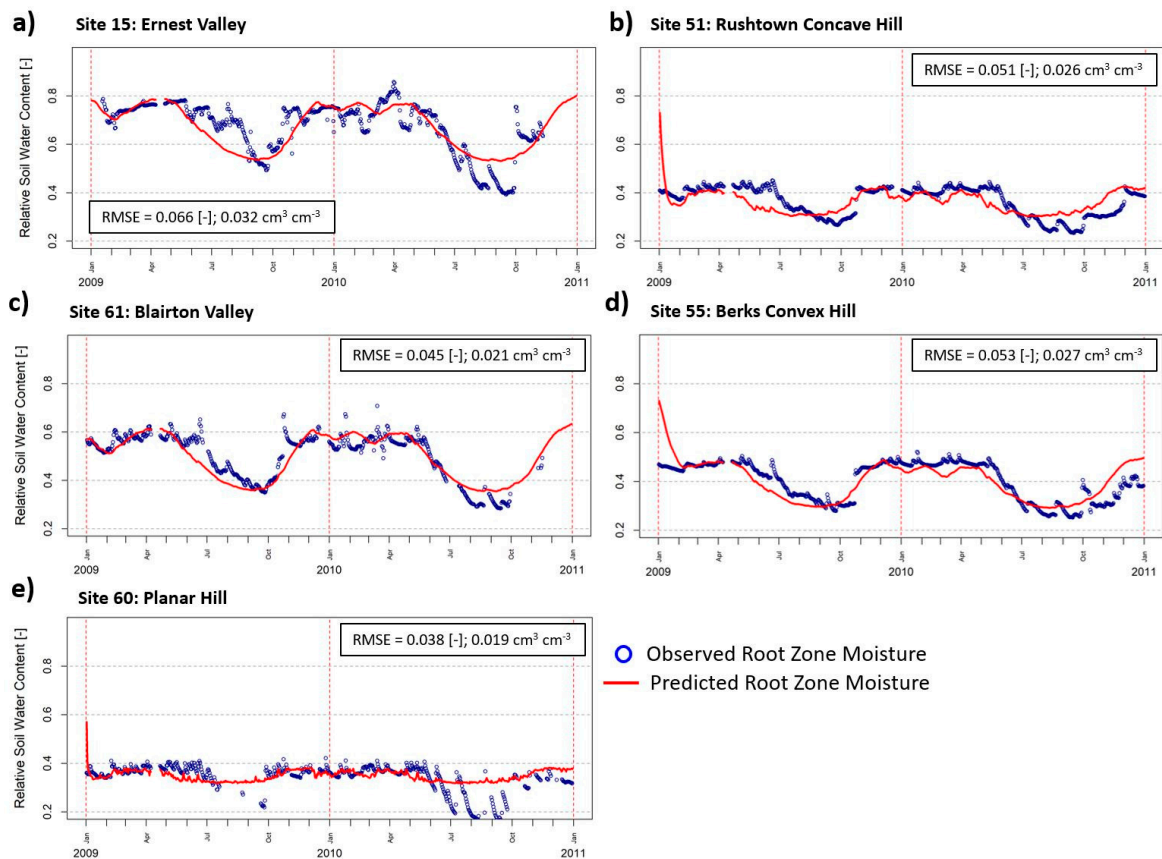 a) Site 15: Ernest Valley
Relative Soil Water Content [-]
0.8
0.6
0.4
0.2
RMSE = 0.066 [-]; 0.032 cm³ cm⁻³
Jan Apr Jul Oct Jan Apr Jul Oct Jan
2009 2010 2011
b) Site 51: Rushtown Concave Hill
RMSE = 0.051 [-]; 0.026 cm³ cm⁻³
0.8
0.6
0.4
0.2
Jan Apr Jul Oct Jan Apr Jul Oct Jan
2009 2010 2011
c) Site 61: Blairton Valley
RMSE = 0.045 [-]; 0.021 cm³ cm⁻³
Relative Soil Water Content [-]
0.8
0.6
0.4
0.2
Jan Apr Jul Oct Jan Apr Jul Oct Jan
2009 2010 2011
d) Site 55: Berks Convex Hill
RMSE = 0.053 [-]; 0.027 cm³ cm⁻³
0.8
0.6
0.4
0.2
Jan Apr Jul Oct Jan Apr Jul Oct Jan
2009 2010 2011
e) Site 60: Planar Hill
RMSE = 0.038 [-]; 0.019 cm³ cm⁻³
Relative Soil Water Content [-]
0.8
0.6
0.4
0.2
Jan Apr Jul Oct Jan Apr Jul Oct Jan
2009 2010 2011
Observed Root Zone Moisture
Predicted Root Zone Moisture